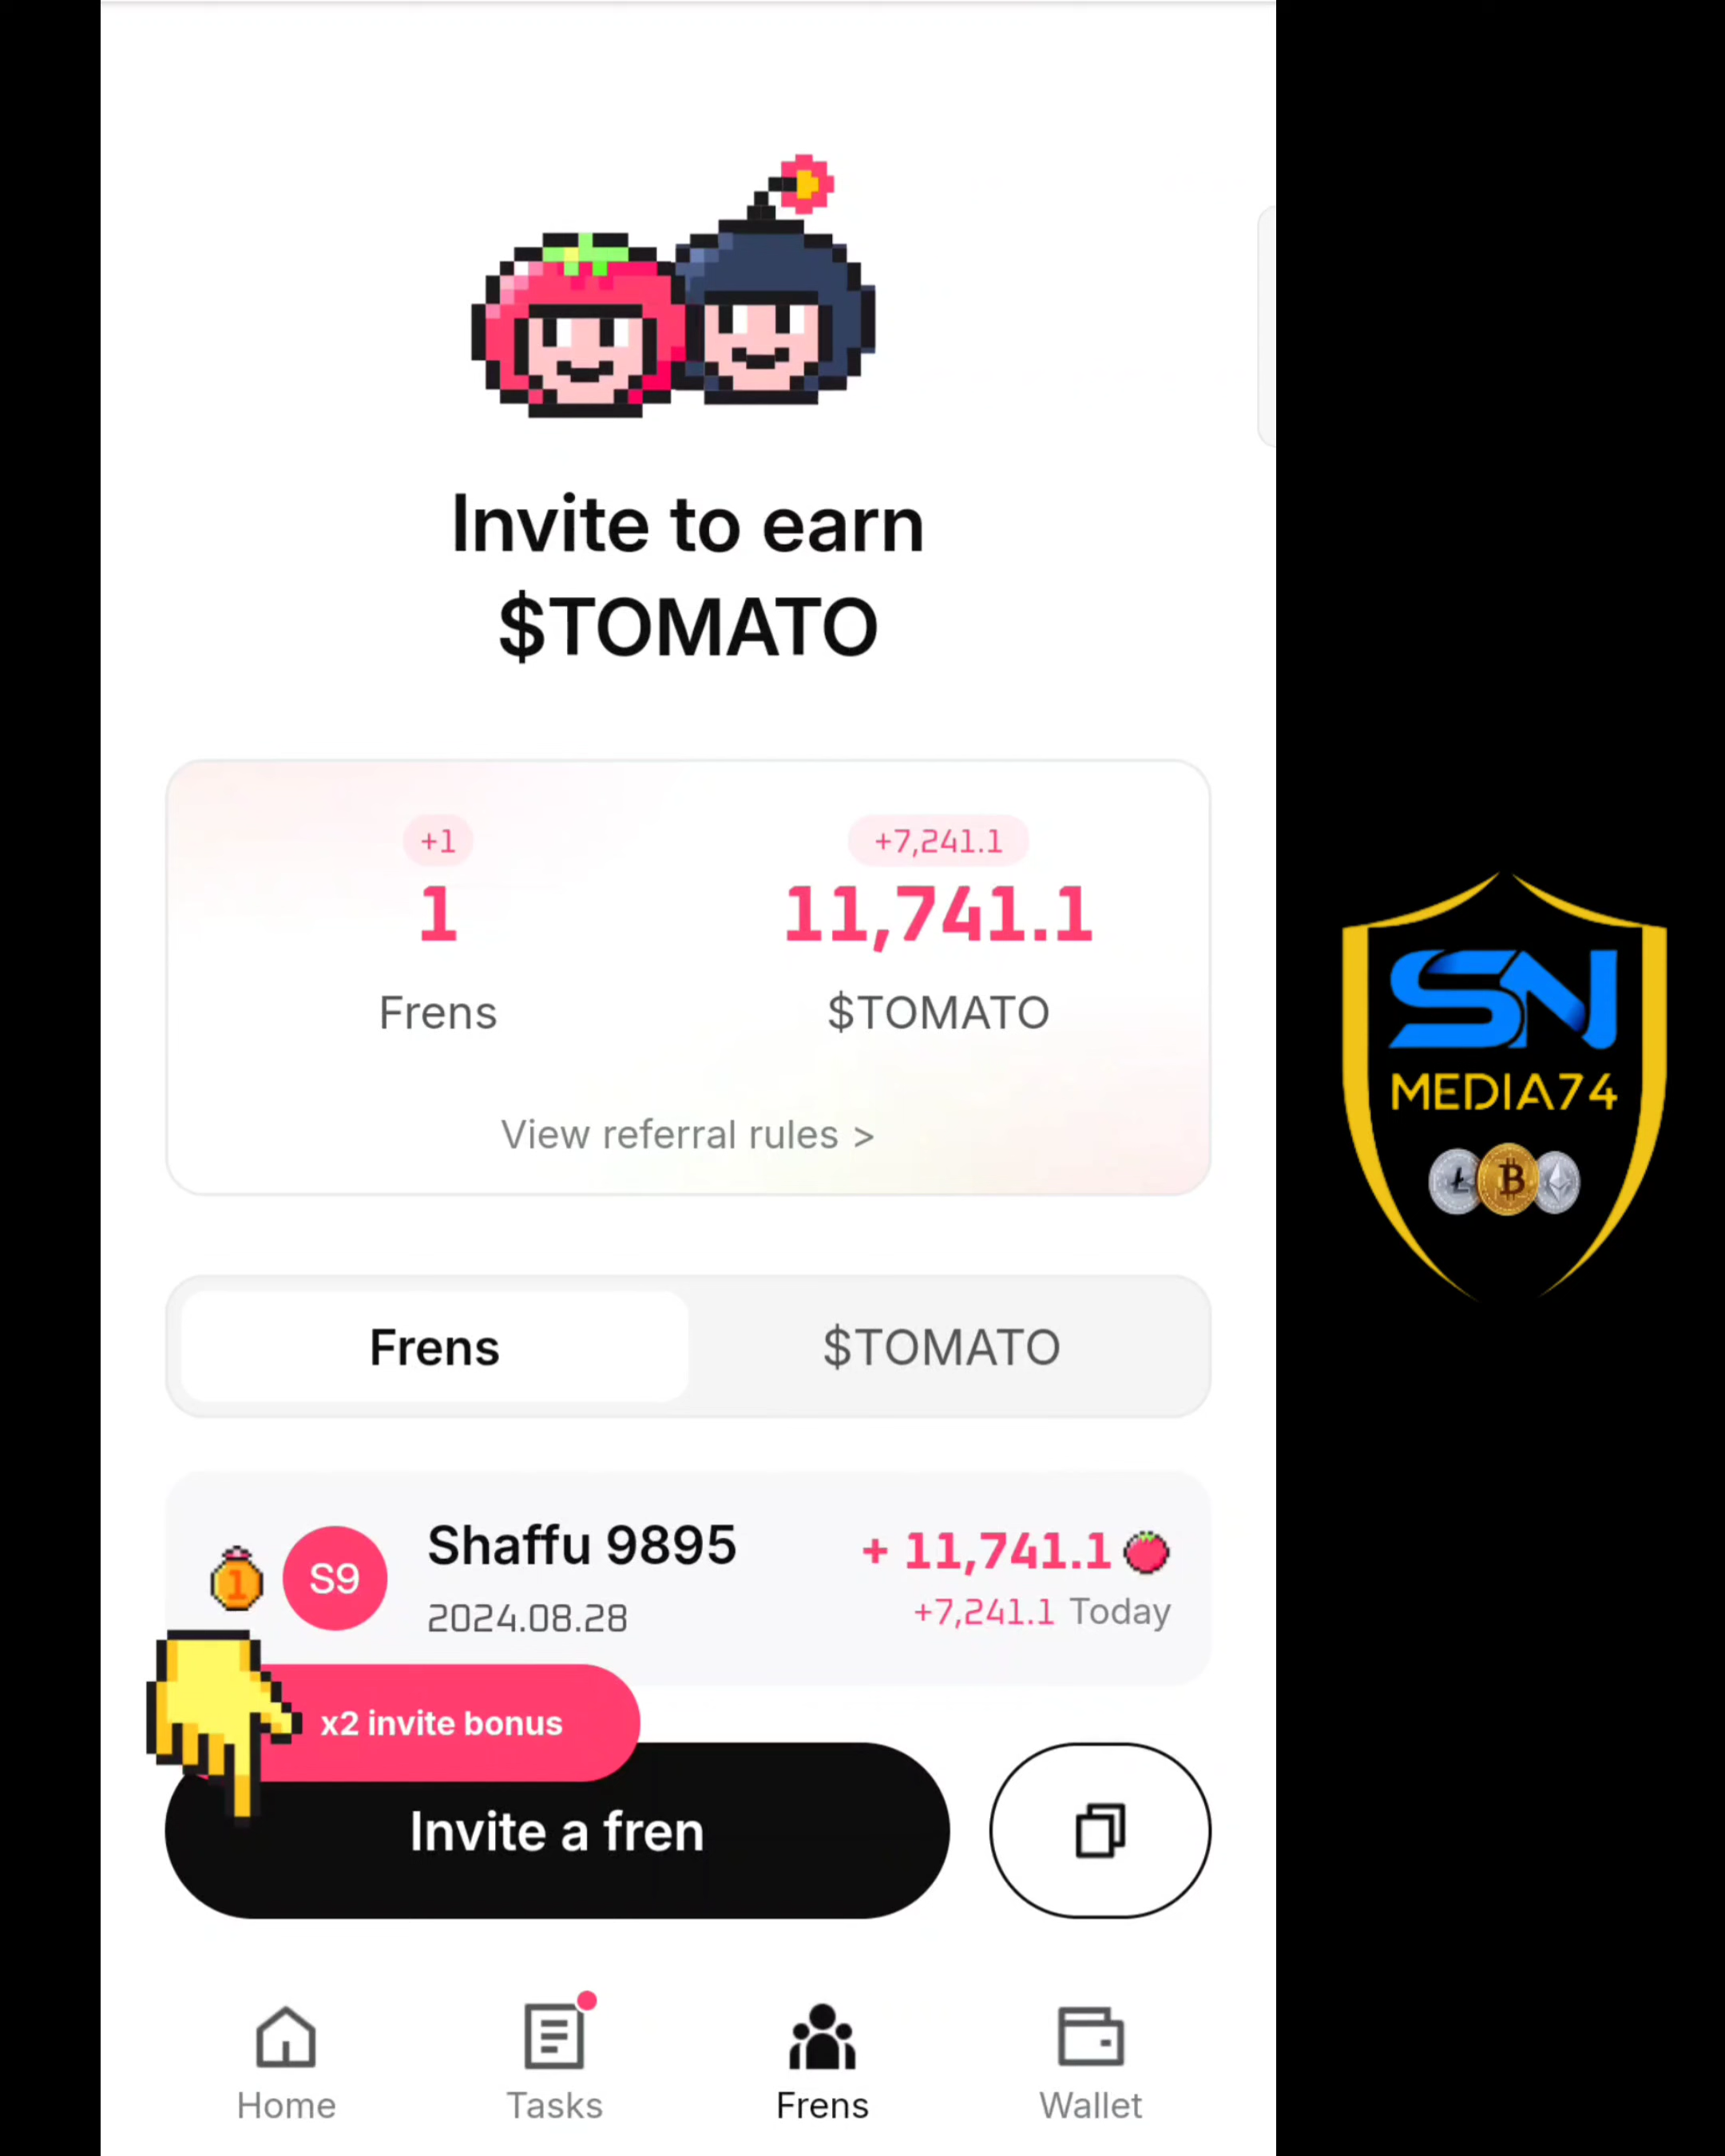 Invite to earn
$TOMATO
+1
1
Frens
+7,241.1
11,741.1
$TOMATO
View referral rules >
Frens
$TOMATO
1
S9
Shaffu 9895
2024.08.28
+ 11,741.1
+7,241.1 Today
x2 invite bonus
Invite a fren
Home
Tasks
Frens
Wallet
SN
MEDIA74